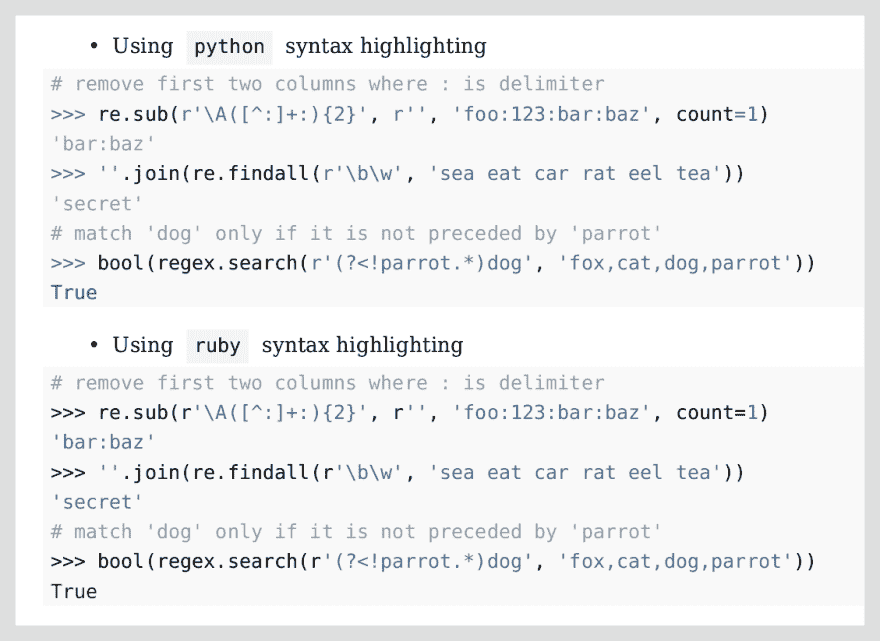 • Using python syntax highlighting
# remove first two columns where : is delimiter
>>> re.sub(r'\A([^:]+:){2}', r'', 'foo:123:bar:baz', count=1)
'bar:baz'
>>> ''.join(re.findall(r'\b\w', 'sea eat car rat eel tea'))
'secret'
# match 'dog' only if it is not preceded by 'parrot'
>>> bool(regex.search(r'(?<!parrot.*)dog', 'fox,cat,dog,parrot'))
True
• Using ruby syntax highlighting
# remove first two columns where : is delimiter
>>> re.sub(r'\A([^:]+:){2}', r'', 'foo:123:bar:baz', count=1)
'bar:baz'
>>> ''.join(re.findall(r'\b\w', 'sea eat car rat eel tea'))
'secret'
# match 'dog' only if it is not preceded by 'parrot'
>>> bool(regex.search(r'(?<!parrot.*)dog', 'fox,cat,dog,parrot'))
True